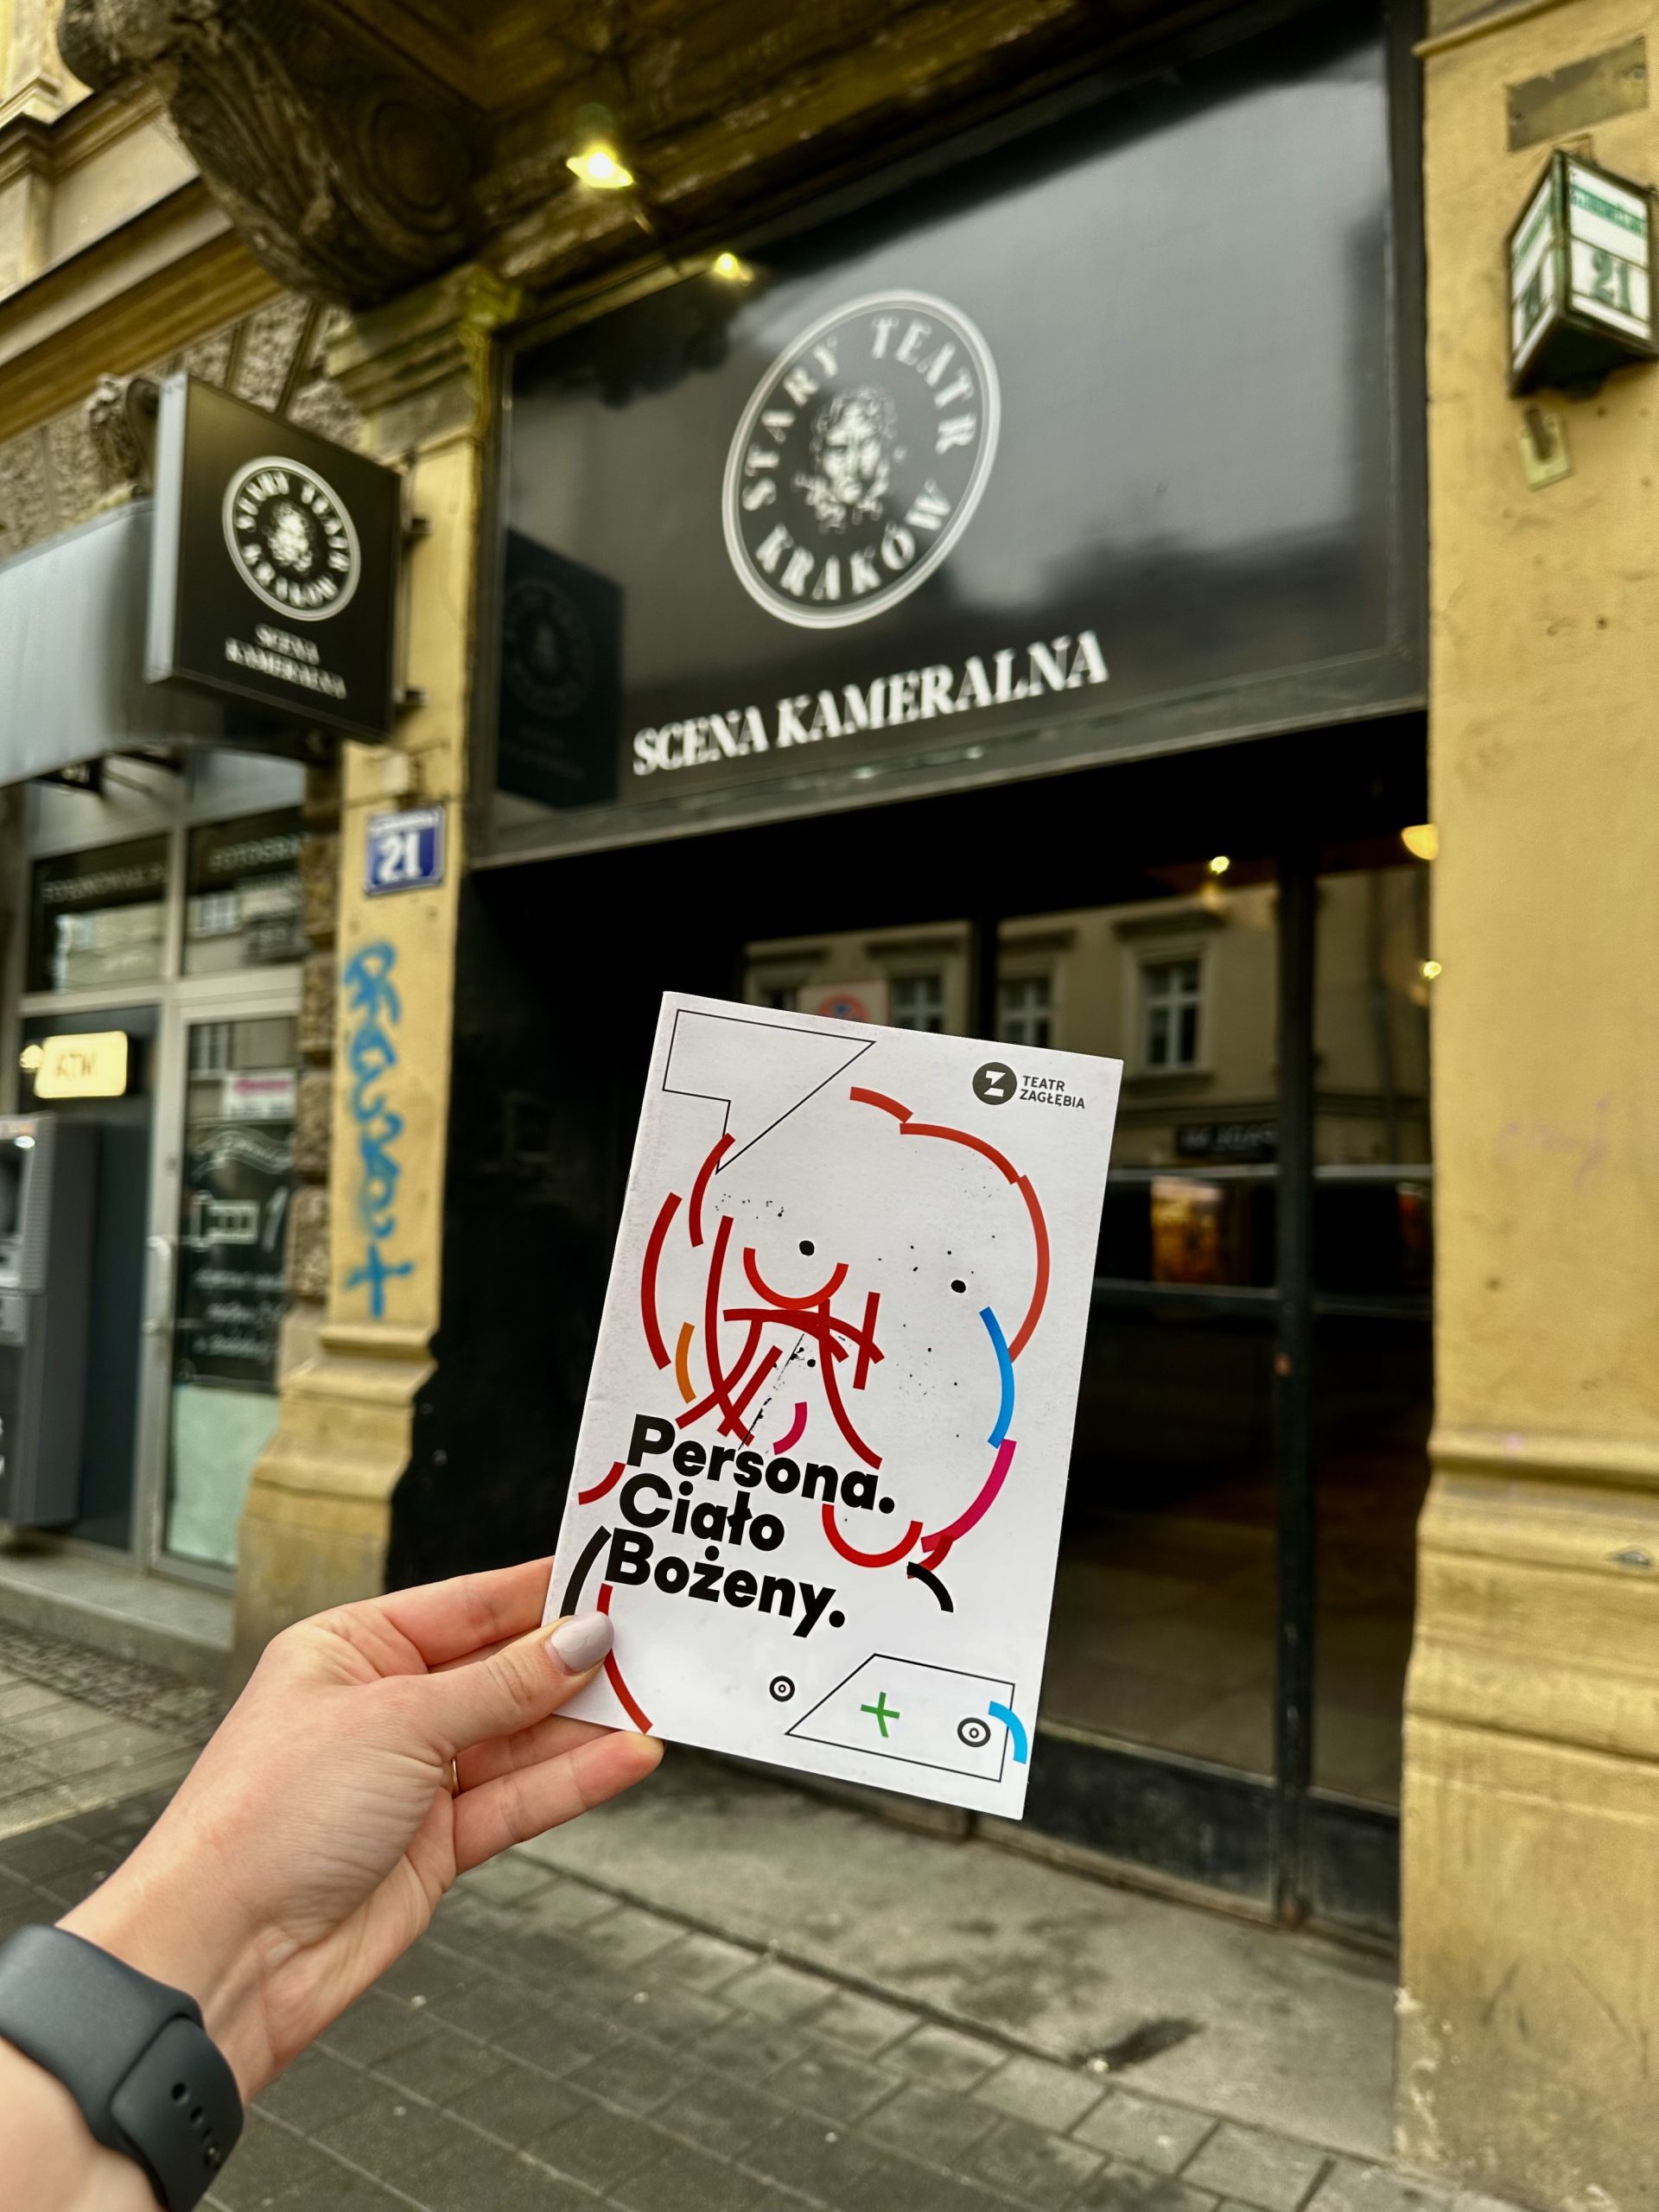 STARY TEATR
KRAKÓW
SCENA KAMERALNA
STARY TEATR
KRAKÓW
SCENA
KAMERALNA
21
21
TEATR
ZAGŁĘBIA
Persona.
Ciało
Bożeny.